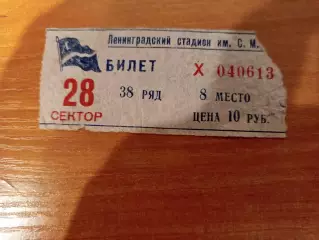 Ленинградский стадион им. С. М.
БИЛЕТ
Х 040613
28
СЕКТОР
38 РЯД
8 МЕСТО
ЦЕНА 10 РУБ.